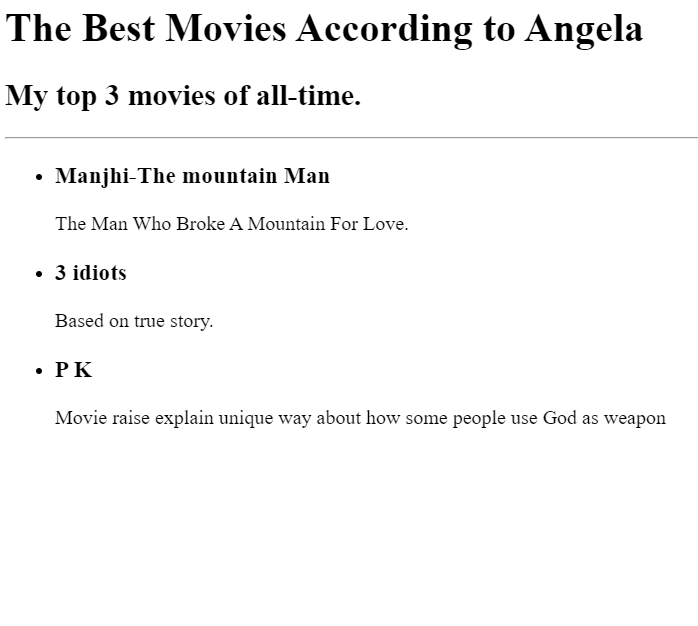 The Best Movies According to Angela
My top 3 movies of all-time.
Manjhi-The mountain Man
The Man Who Broke A Mountain For Love.
3 idiots
Based on true story.
P K
Movie raise explain unique way about how some people use God as weapon